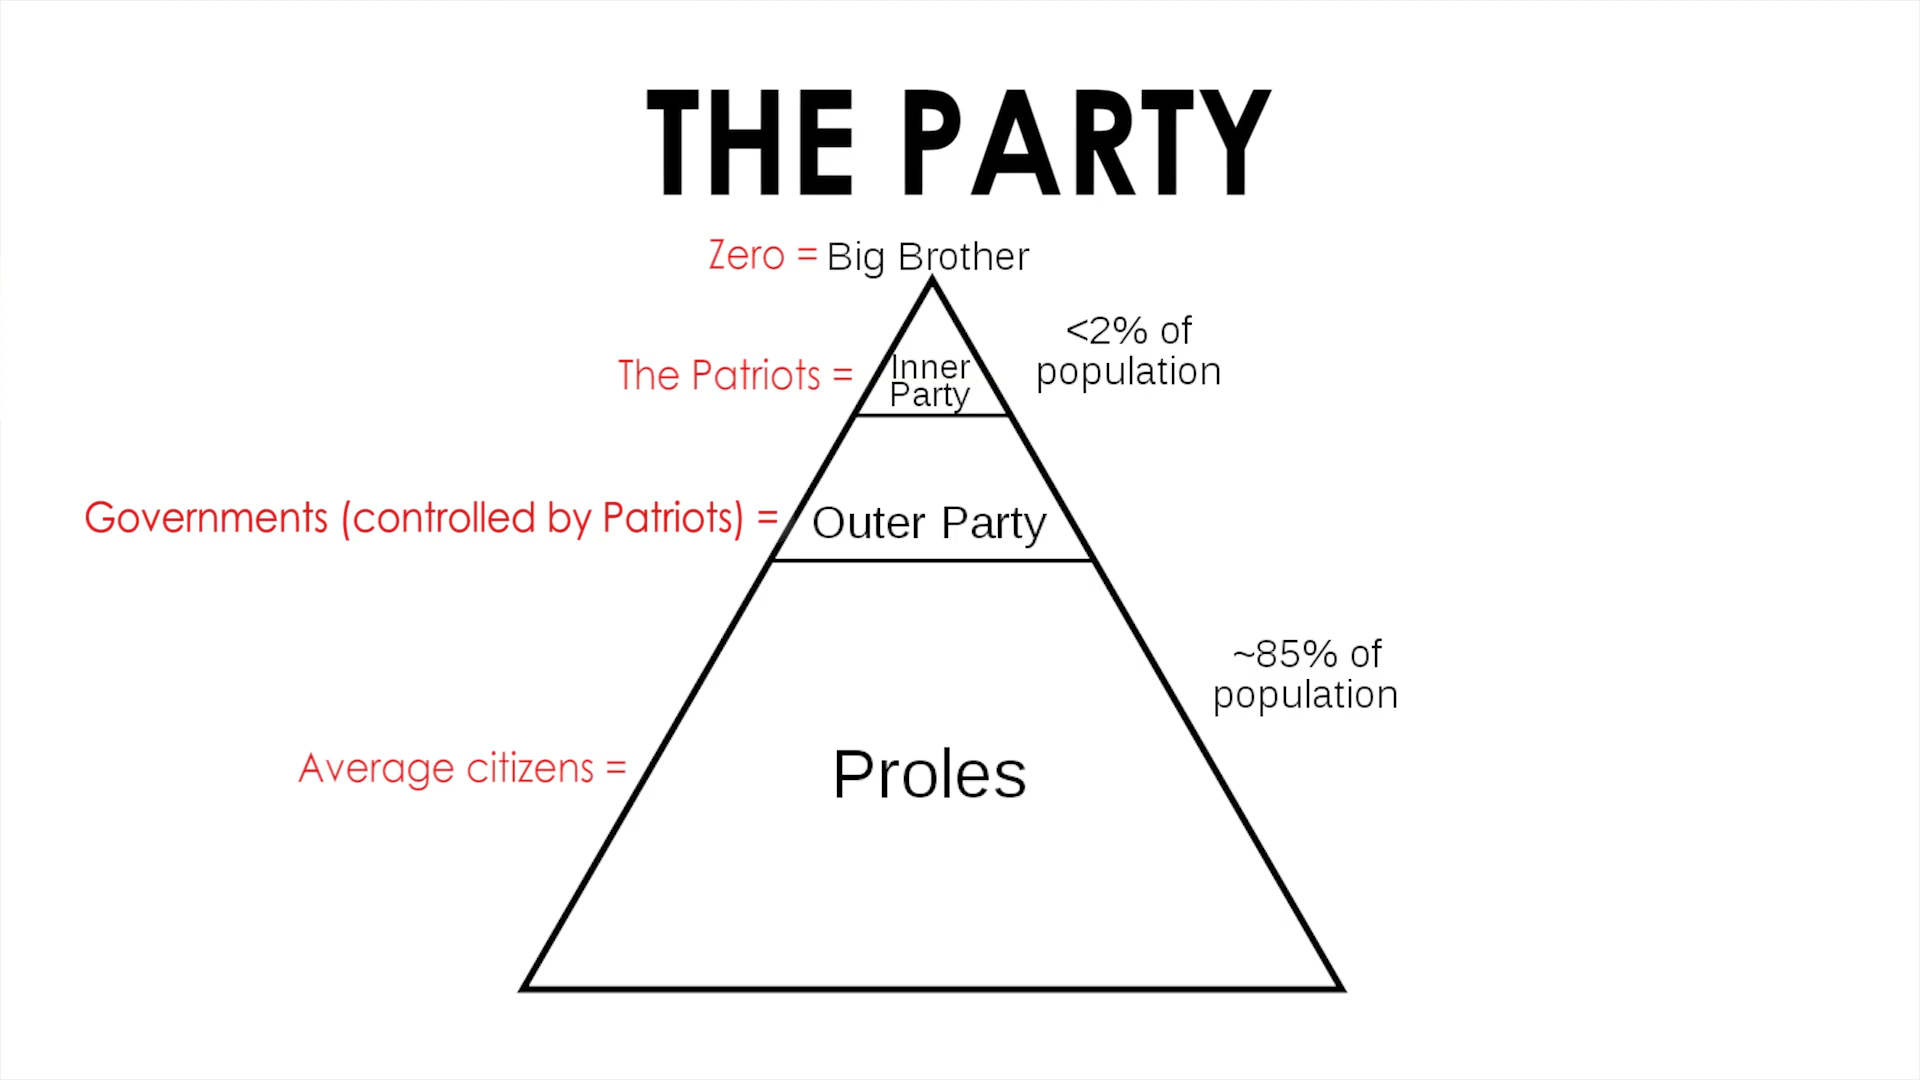 THE PARTY
Zero = Big Brother
<2% of
population
The Patriots = Inner
Party
Governments (controlled by Patriots) = Outer Party
~85% of
population
Average citizens = Proles